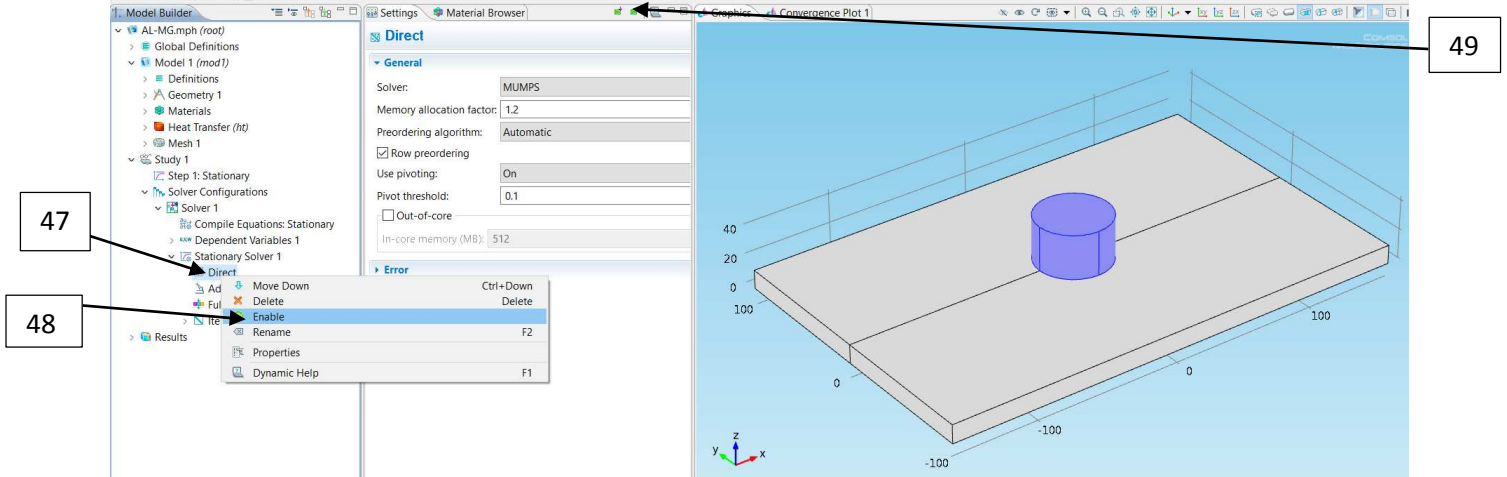 Model Builder
Settings
Material Browser
Graphics
Convergence Plot 1
49
AL-MG.mph (root)
Global Definitions
Model 1 (mod1)
Definitions
Geometry 1
Materials
Heat Transfer (ht)
Mesh 1
Study 1
Step 1: Stationary
Solver Configurations
Solver 1
Compile Equations: Stationary
Dependent Variables 1
Stationary Solver 1
Direct
Ad
Ful
Ite
Results
47
48
Move Down Ctrl+Down
Delete Delete
Enable
Rename F2
Properties
Dynamic Help F1
Direct
General
Solver: MUMPS
Memory allocation factor: 1.2
Preordering algorithm: Automatic
Row preordering
Use pivoting: On
Pivot threshold: 0.1
Out-of-core
In-core memory (MB): 512
Error
COMSOL
40
20
0
100
0
-100
100
0
-100
z
y
x